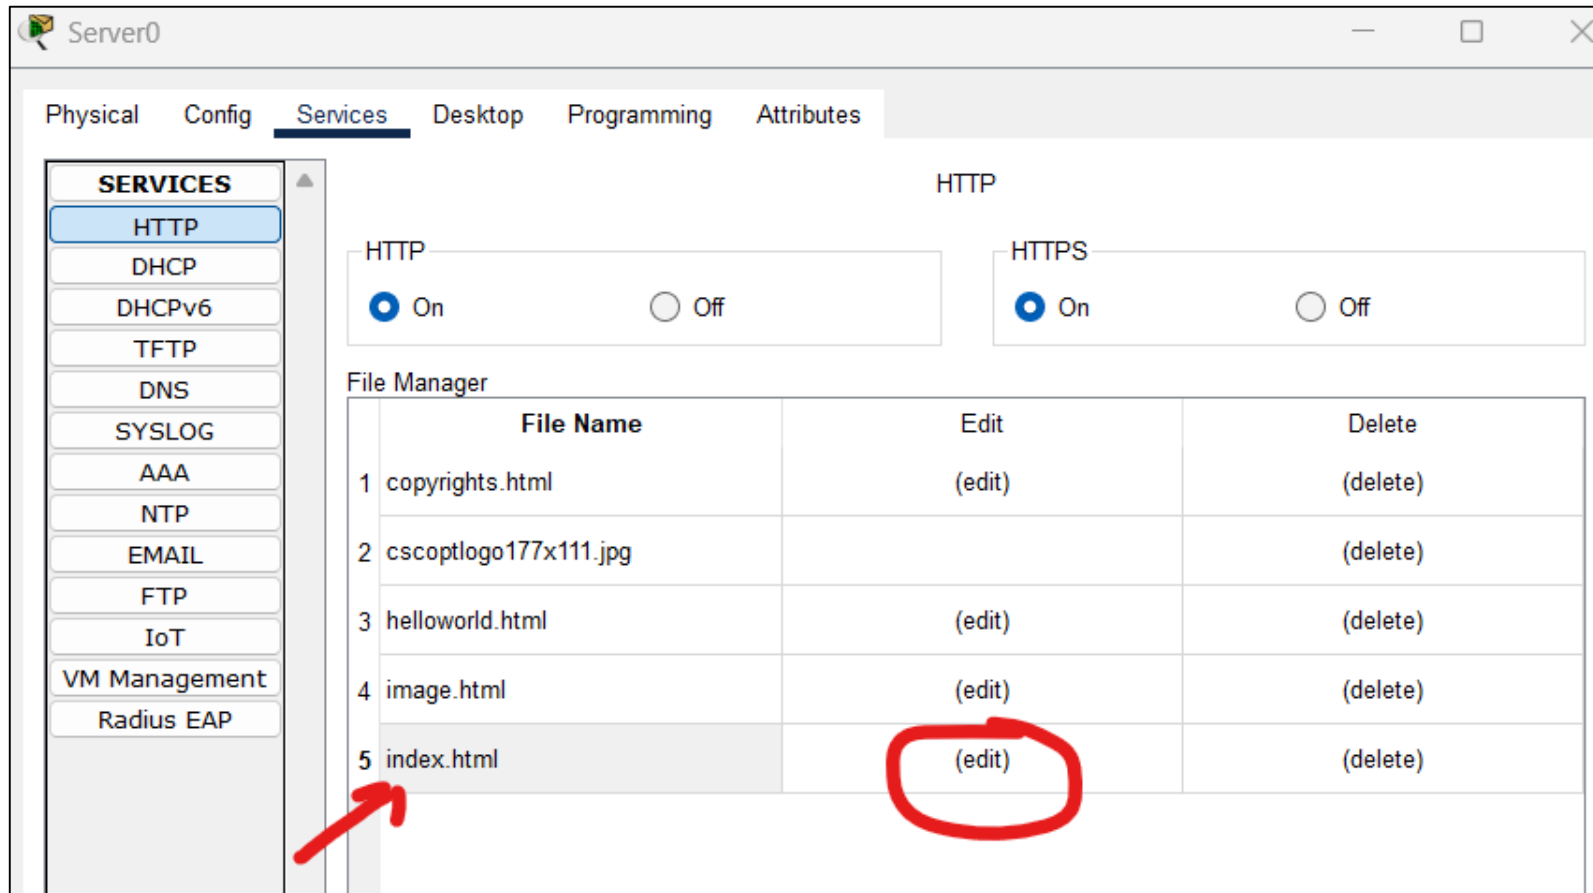 Server0
Physical Config Services Desktop Programming Attributes
SERVICES
HTTP
DHCP
DHCPv6
TFTP
DNS
SYSLOG
AAA
NTP
EMAIL
FTP
IoT
VM Management
Radius EAP
HTTP
HTTP
On Off
HTTPS
On Off
File Manager
File Name Edit Delete
1 copyrights.html (edit) (delete)
2 cscoptlogo177x111.jpg (delete)
3 helloworld.html (edit) (delete)
4 image.html (edit) (delete)
5 index.html (edit) (delete)